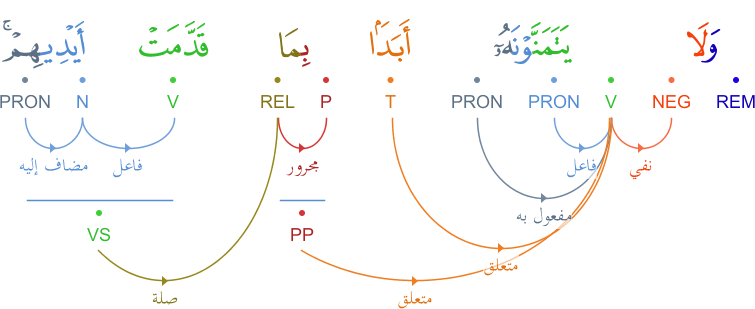 وَلَا يَتَمَنَّوْنَهُۥٓ أَبَدًۢا بِمَا قَدَّمَتْ أَيْدِيهِمْ ۚ
PRON N V REL P T PRON PRON V NEG REM
نفي فاعل مجرور فاعل مضاف إليه
مفعول به
VS PP
متعلق
متعلق صلة